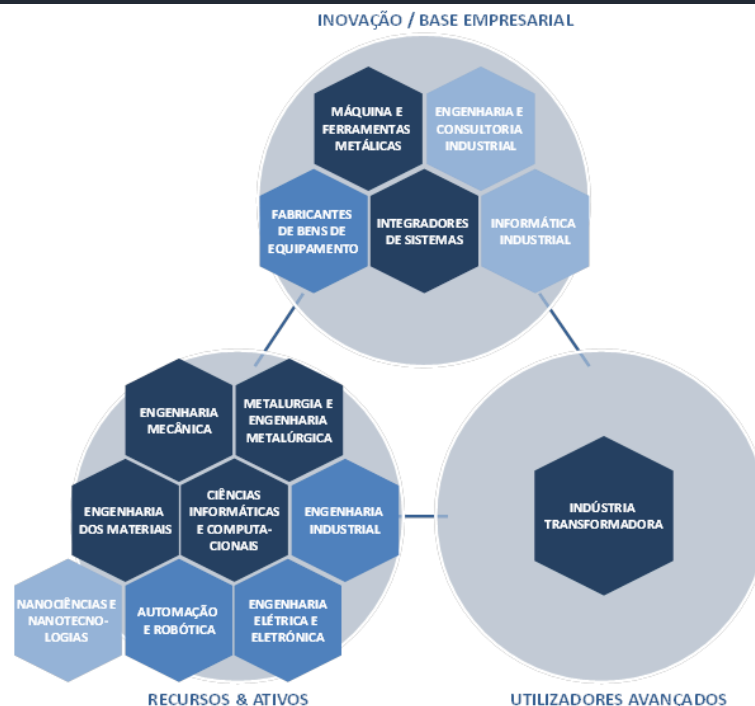 INOVAÇÃO / BASE EMPRESARIAL
MÁQUINA E
FERRAMENTAS
METÁLICAS
ENGENHARIA E
CONSULTORIA
INDUSTRIAL
FABRICANTES
DE BENS DE
EQUIPAMENTO
INTEGRADORES
DE SISTEMAS
INFORMÁTICA
INDUSTRIAL
ENGENHARIA
MECÂNICA
METALURGIA E
ENGENHARIA
METALÚRGICA
ENGENHARIA
DOS MATERIAIS
CIÊNCIAS
INFORMÁTICAS
E COMPUTA-
CIONAIS
ENGENHARIA
INDUSTRIAL
NANOCIÊNCIAS E
NANOTECNO-
LOGIAS
AUTOMAÇÃO
E ROBÓTICA
ENGENHARIA
ELÉTRICA E
ELETRÓNICA
INDÚSTRIA
TRANSFORMADORA
RECURSOS & ATIVOS
UTILIZADORES AVANÇADOS